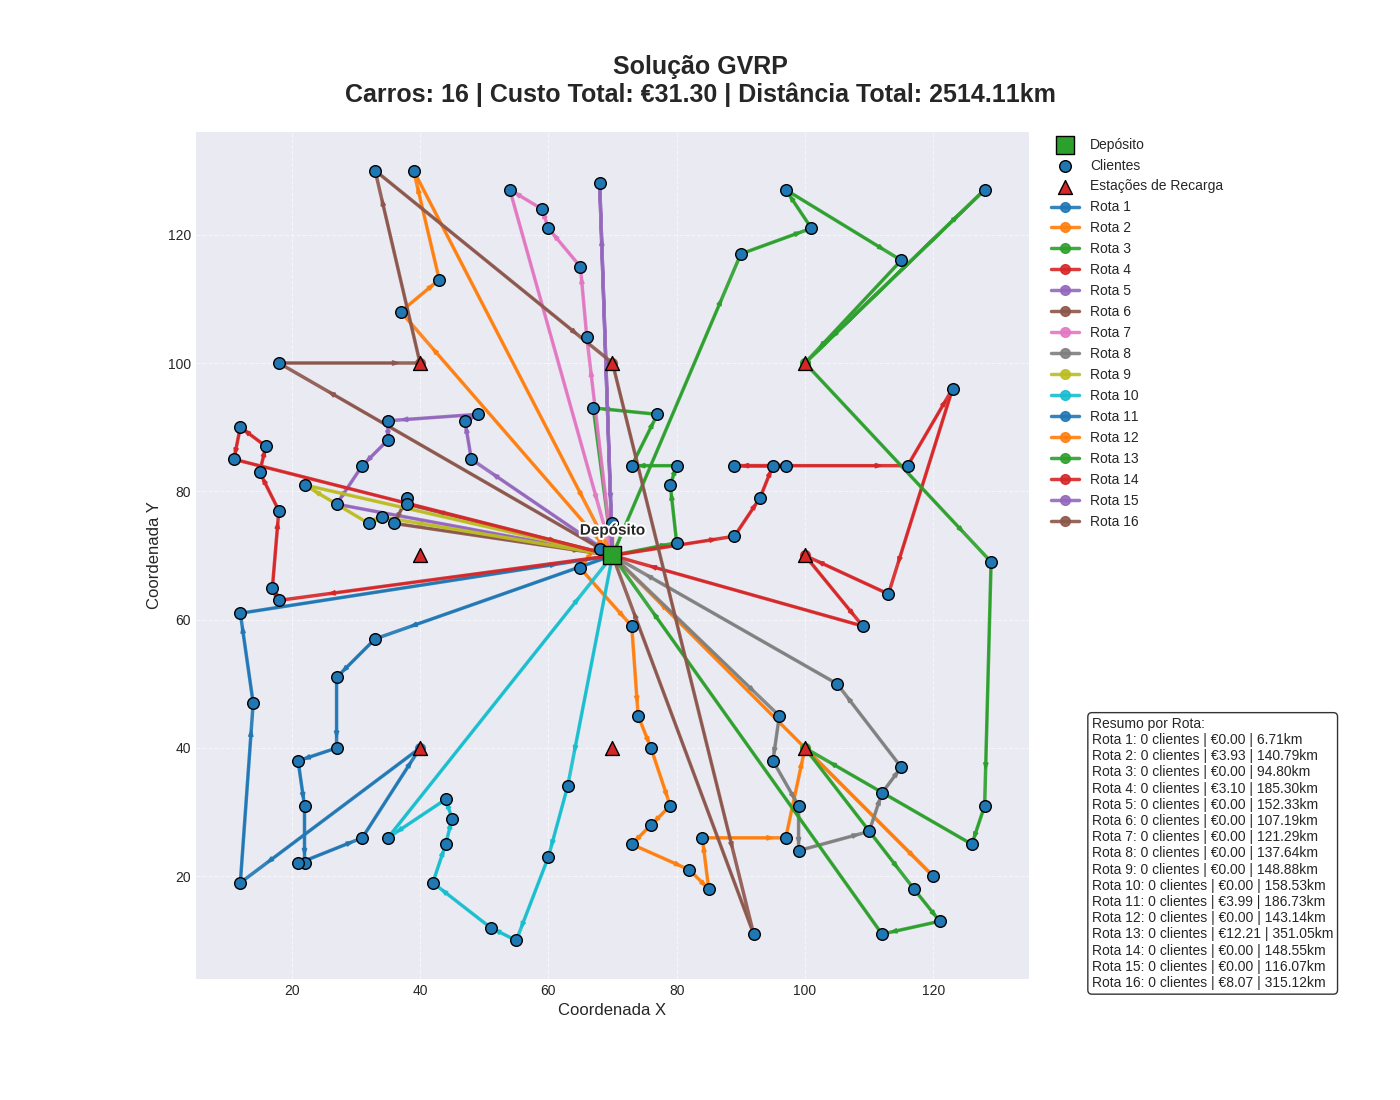 Solução GVRP
Carros: 16 | Custo Total: €31.30 | Distância Total: 2514.11km
Depósito
Clientes
Estações de Recarga
Rota 1
Rota 2
Rota 3
Rota 4
Rota 5
Rota 6
Rota 7
Rota 8
Rota 9
Rota 10
Rota 11
Rota 12
Rota 13
Rota 14
Rota 15
Rota 16
120
100
80
60
40
20
Coordenada Y
Depósito
20
40
60
80
100
120
Coordenada X
Resumo por Rota:
Rota 1: 0 clientes | €0.00 | 6.71km
Rota 2: 0 clientes | €3.93 | 140.79km
Rota 3: 0 clientes | €0.00 | 94.80km
Rota 4: 0 clientes | €3.10 | 185.30km
Rota 5: 0 clientes | €0.00 | 152.33km
Rota 6: 0 clientes | €0.00 | 107.19km
Rota 7: 0 clientes | €0.00 | 121.29km
Rota 8: 0 clientes | €0.00 | 137.64km
Rota 9: 0 clientes | €0.00 | 148.88km
Rota 10: 0 clientes | €0.00 | 158.53km
Rota 11: 0 clientes | €3.99 | 186.73km
Rota 12: 0 clientes | €0.00 | 143.14km
Rota 13: 0 clientes | €12.21 | 351.05km
Rota 14: 0 clientes | €0.00 | 148.55km
Rota 15: 0 clientes | €0.00 | 116.07km
Rota 16: 0 clientes | €8.07 | 315.12km